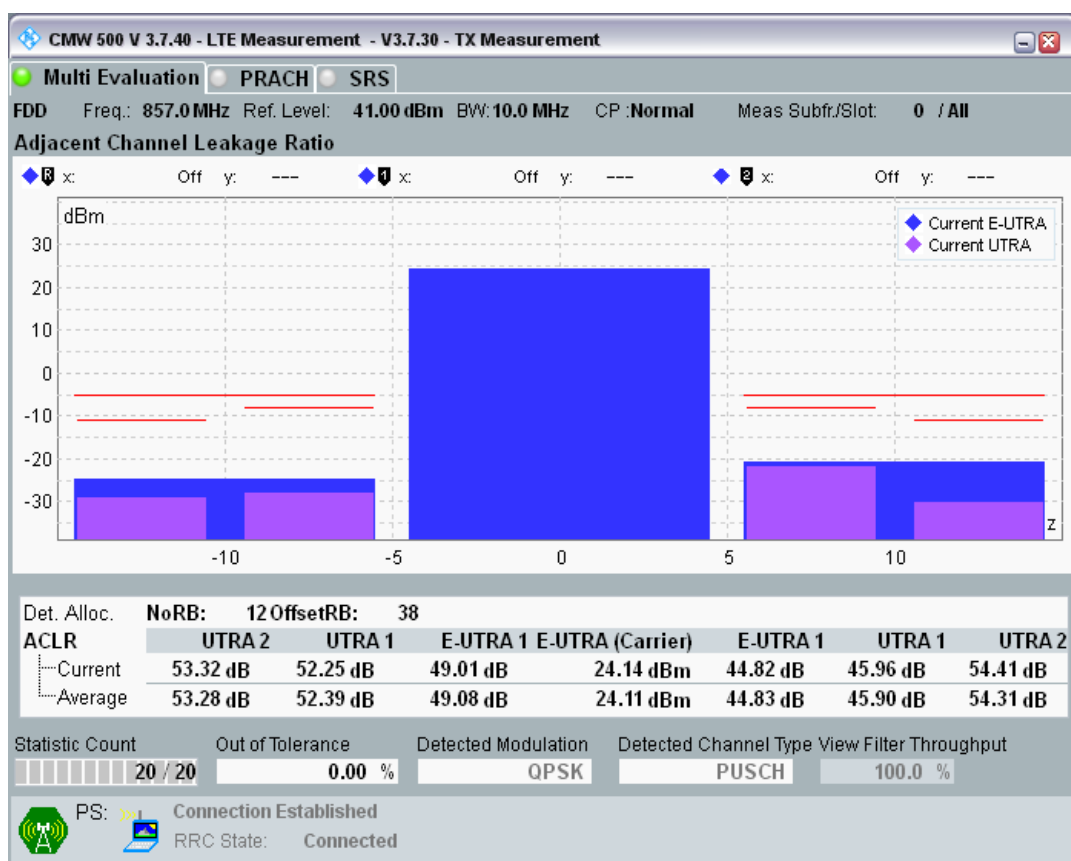 CMW 500 V 3.7.40 - LTE Measurement - V3.7.30 - TX Measurement
Multi Evaluation PRACH SRS
FDD Freq.: 857.0 MHz Ref. Level: 41.00 dBm BW: 10.0 MHz CP : Normal Meas Subfr./Slot: 0 / All
Adjacent Channel Leakage Ratio
R x: Off y: --- 1 x: Off y: --- 2 x: Off y: ---
dBm
Current E-UTRA
Current UTRA
30
20
10
0
-10
-20
-30
z
-10 -5 0 5 10
Det. Alloc. NoRB: 12 OffsetRB: 38
ACLR UTRA 2 UTRA 1 E-UTRA 1 E-UTRA (Carrier) E-UTRA 1 UTRA 1 UTRA 2
Current 53.32 dB 52.25 dB 49.01 dB 24.14 dBm 44.82 dB 45.96 dB 54.41 dB
Average 53.28 dB 52.39 dB 49.08 dB 24.11 dBm 44.83 dB 45.90 dB 54.31 dB
Statistic Count Out of Tolerance Detected Modulation Detected Channel Type View Filter Throughput
20 / 20 0.00 % QPSK PUSCH 100.0 %
PS: Connection Established
RRC State: Connected